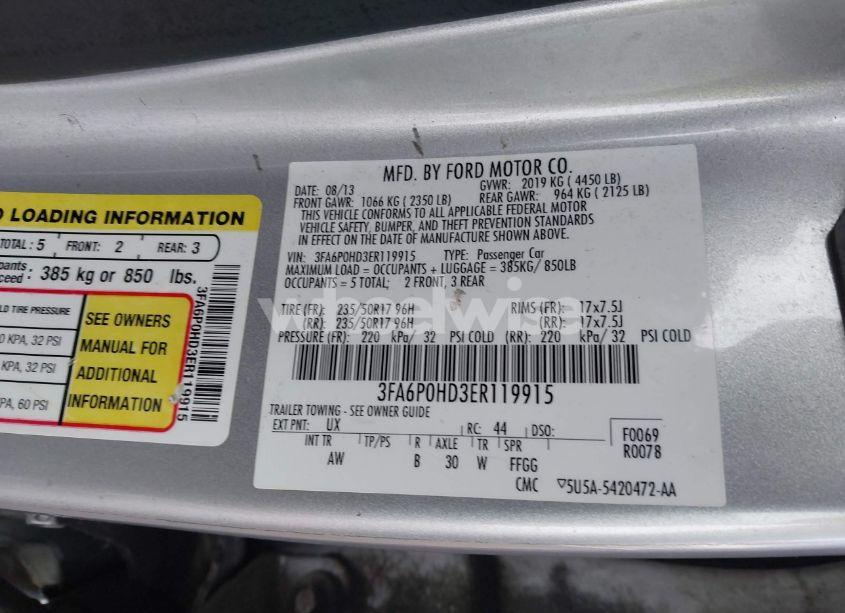 MFD. BY FORD MOTOR CO.
DATE: 08/13 GVWR: 2019 KG ( 4450 LB)
FRONT GAWR: 1066 KG ( 2350 LB) REAR GAWR: 964 KG ( 2125 LB)
THIS VEHICLE CONFORMS TO ALL APPLICABLE FEDERAL MOTOR
VEHICLE SAFETY, BUMPER, AND THEFT PREVENTION STANDARDS
IN EFFECT ON THE DATE OF MANUFACTURE SHOWN ABOVE.
VIN: 3FA6P0HD3ER119915 TYPE: Passenger Car
MAXIMUM LOAD = OCCUPANTS + LUGGAGE = 385KG/ 850LB
OCCUPANTS = 5 TOTAL; 2 FRONT, 3 REAR
TIRE (FR): 235/50R17 96H RIMS (FR): 17x7.5J
(RR): 235/50R17 96H (RR): 17x7.5J
PRESSURE (FR): 220 kPa/ 32 PSI COLD (RR): 220 kPa/ 32 PSI COLD
3FA6P0HD3ER119915
TRAILER TOWING - SEE OWNER GUIDE
EXT PNT: UX RC: 44 DSO: F0069
R0078
INT TR TP/PS R AXLE TR SPR
AW B 30 W FFGG
CMC ▽5U5A-5420472-AA
LOADING INFORMATION
TOTAL : 5 FRONT: 2 REAR: 3
385 kg or 850 lbs.
TIRE PRESSURE
KPA, 32 PSI
KPA, 32 PSI
KPA, 60 PSI
SEE OWNERS
MANUAL FOR
ADDITIONAL
INFORMATION
3FA6P0HD3ER119915
wheelwise